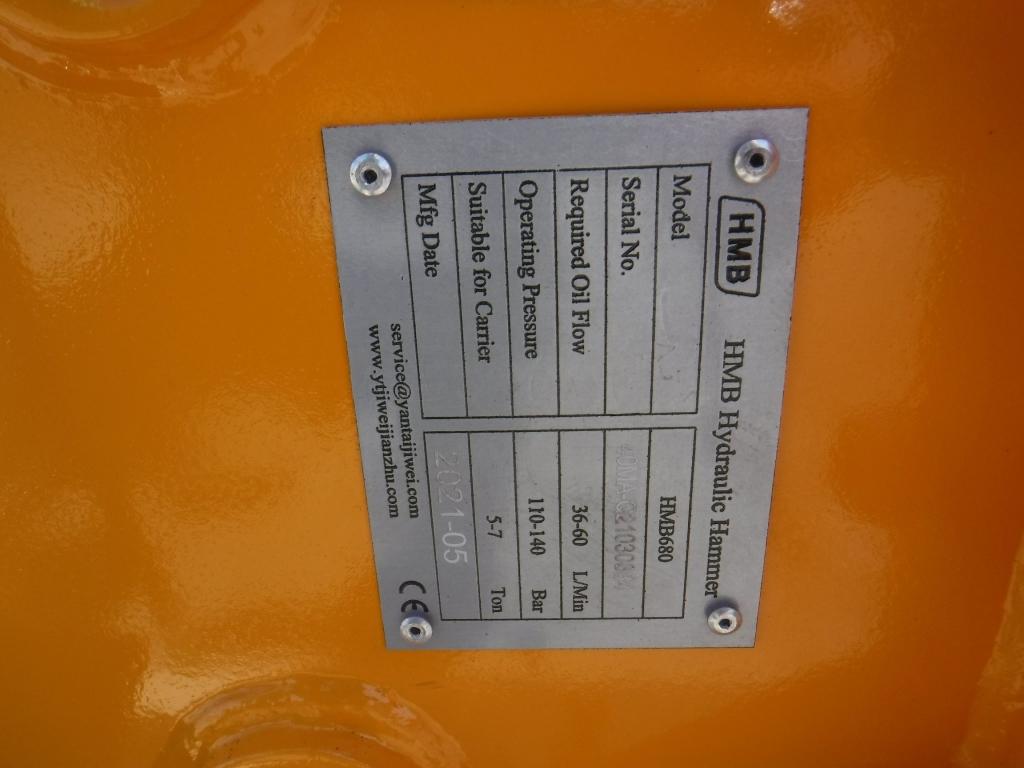 HMB HMB Hydraulic Hammer
Model HMB680
Serial No.
Required Oil Flow 36-60 L/Min
Operating Pressure 110-140 Bar
Suitable for Carrier 5-7 Ton
Mfg Date 2021-05
service@yantaijiwei.com
www.ytjiweijianzhu.com CE